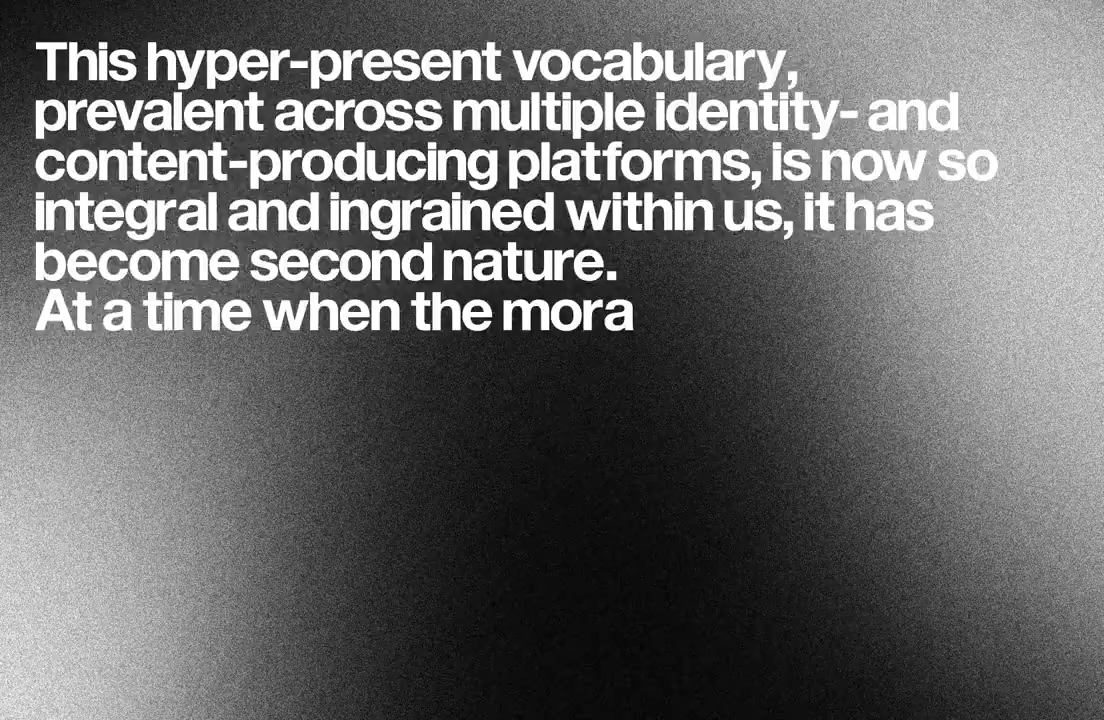 This hyper-present vocabulary,
prevalent across multiple identity- and
content-producing platforms, is now so
integral and ingrained within us, it has
become second nature.
At a time when the mora